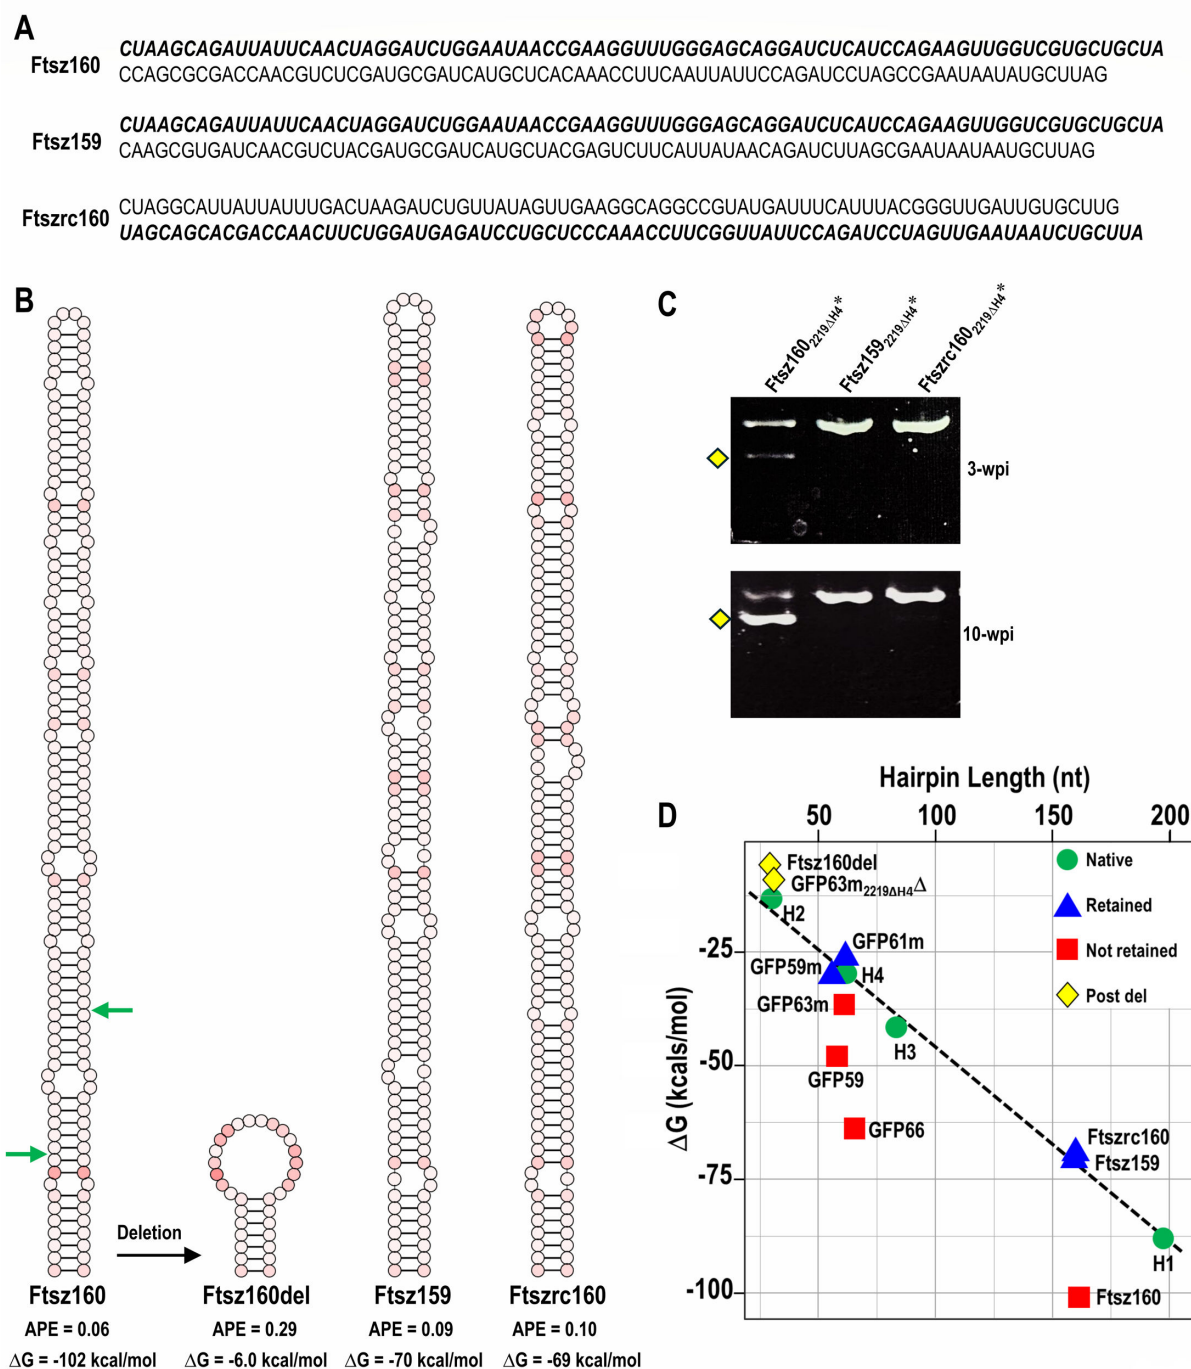 A
Ftsz160
CUAAGCAGAUUAUUCAACUAGGAUCUGGAAUAACCGAAGGUUUGGGAGCAGGAUCUCAUCCAGAAGUUGGUCGUGCUGCUA
CCAGCGCGACCAACGUCUCGAUGCGAUCAUGCUCACAAACCUUCAAUUAUUCCAGAUCCUAGCCGAAUAAUAUGCUUAG
Ftsz159
CUAAGCAGAUUAUUCAACUAGGAUCUGGAAUAACCGAAGGUUUGGGAGCAGGAUCUCAUCCAGAAGUUGGUCGUGCUGCUA
CAAGCGUGAUCAACGUCUACGAUGCGAUCAUGCUACGAGUCUUCAUUAUAACAGAUCUUAGCGAAUAAUAAUGCUUAG
Ftszrc160
CUAGGCAUUAUUAUUUGACUAAGAUCUGUUAUAGUUGAAGGCAGGCCGUAUGAUUUCAUUUACGGGUUGAUUGUGCUUG
UAGCAGCACGACCAACUUCUGGAUGAGAUCCUGCUCCCAAACCUUCGGUUAUUCCAGAUCCUAGUUGAAUAAUCUGCUUA
B
Deletion
Ftsz160
APE = 0.06
ΔG = -102 kcal/mol
Ftsz160del
APE = 0.29
ΔG = -6.0 kcal/mol
Ftsz159
APE = 0.09
ΔG = -70 kcal/mol
Ftszrc160
APE = 0.10
ΔG = -69 kcal/mol
C
Ftsz160 2219ΔH4*
Ftsz159 2219ΔH4*
Ftszrc160 2219ΔH4*
3-wpi
10-wpi
D
Hairpin Length (nt)
50 100 150 200
ΔG (kcals/mol)
-25
-50
-75
-100
Native
Retained
Not retained
Post del
Ftsz160del
GFP63m2219ΔH4Δ
H2
GFP61m
GFP59m
H4
GFP63m
H3
GFP59
GFP66
Ftszrc160
Ftsz159
H1
Ftsz160